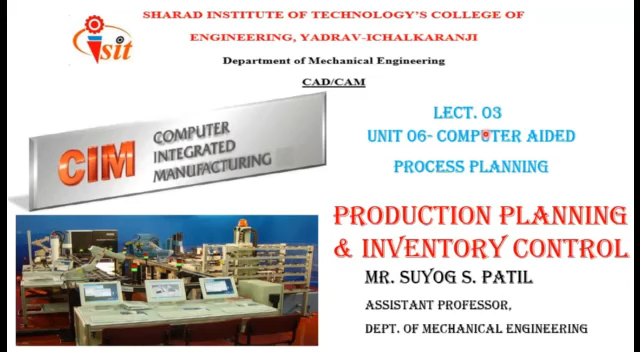 SHARAD INSTITUTE OF TECHNOLOGY'S COLLEGE OF
ENGINEERING, YADRAV-ICHALKARANJI
Department of Mechanical Engineering
CAD/CAM
sit
LECT. 03
UNIT 06- COMPUTER AIDED
PROCESS PLANNING
CIM
COMPUTER
INTEGRATED
MANUFACTURING
PRODUCTION PLANNING
& INVENTORY CONTROL
MR. SUYOG S. PATIL
ASSISTANT PROFESSOR,
DEPT. OF MECHANICAL ENGINEERING